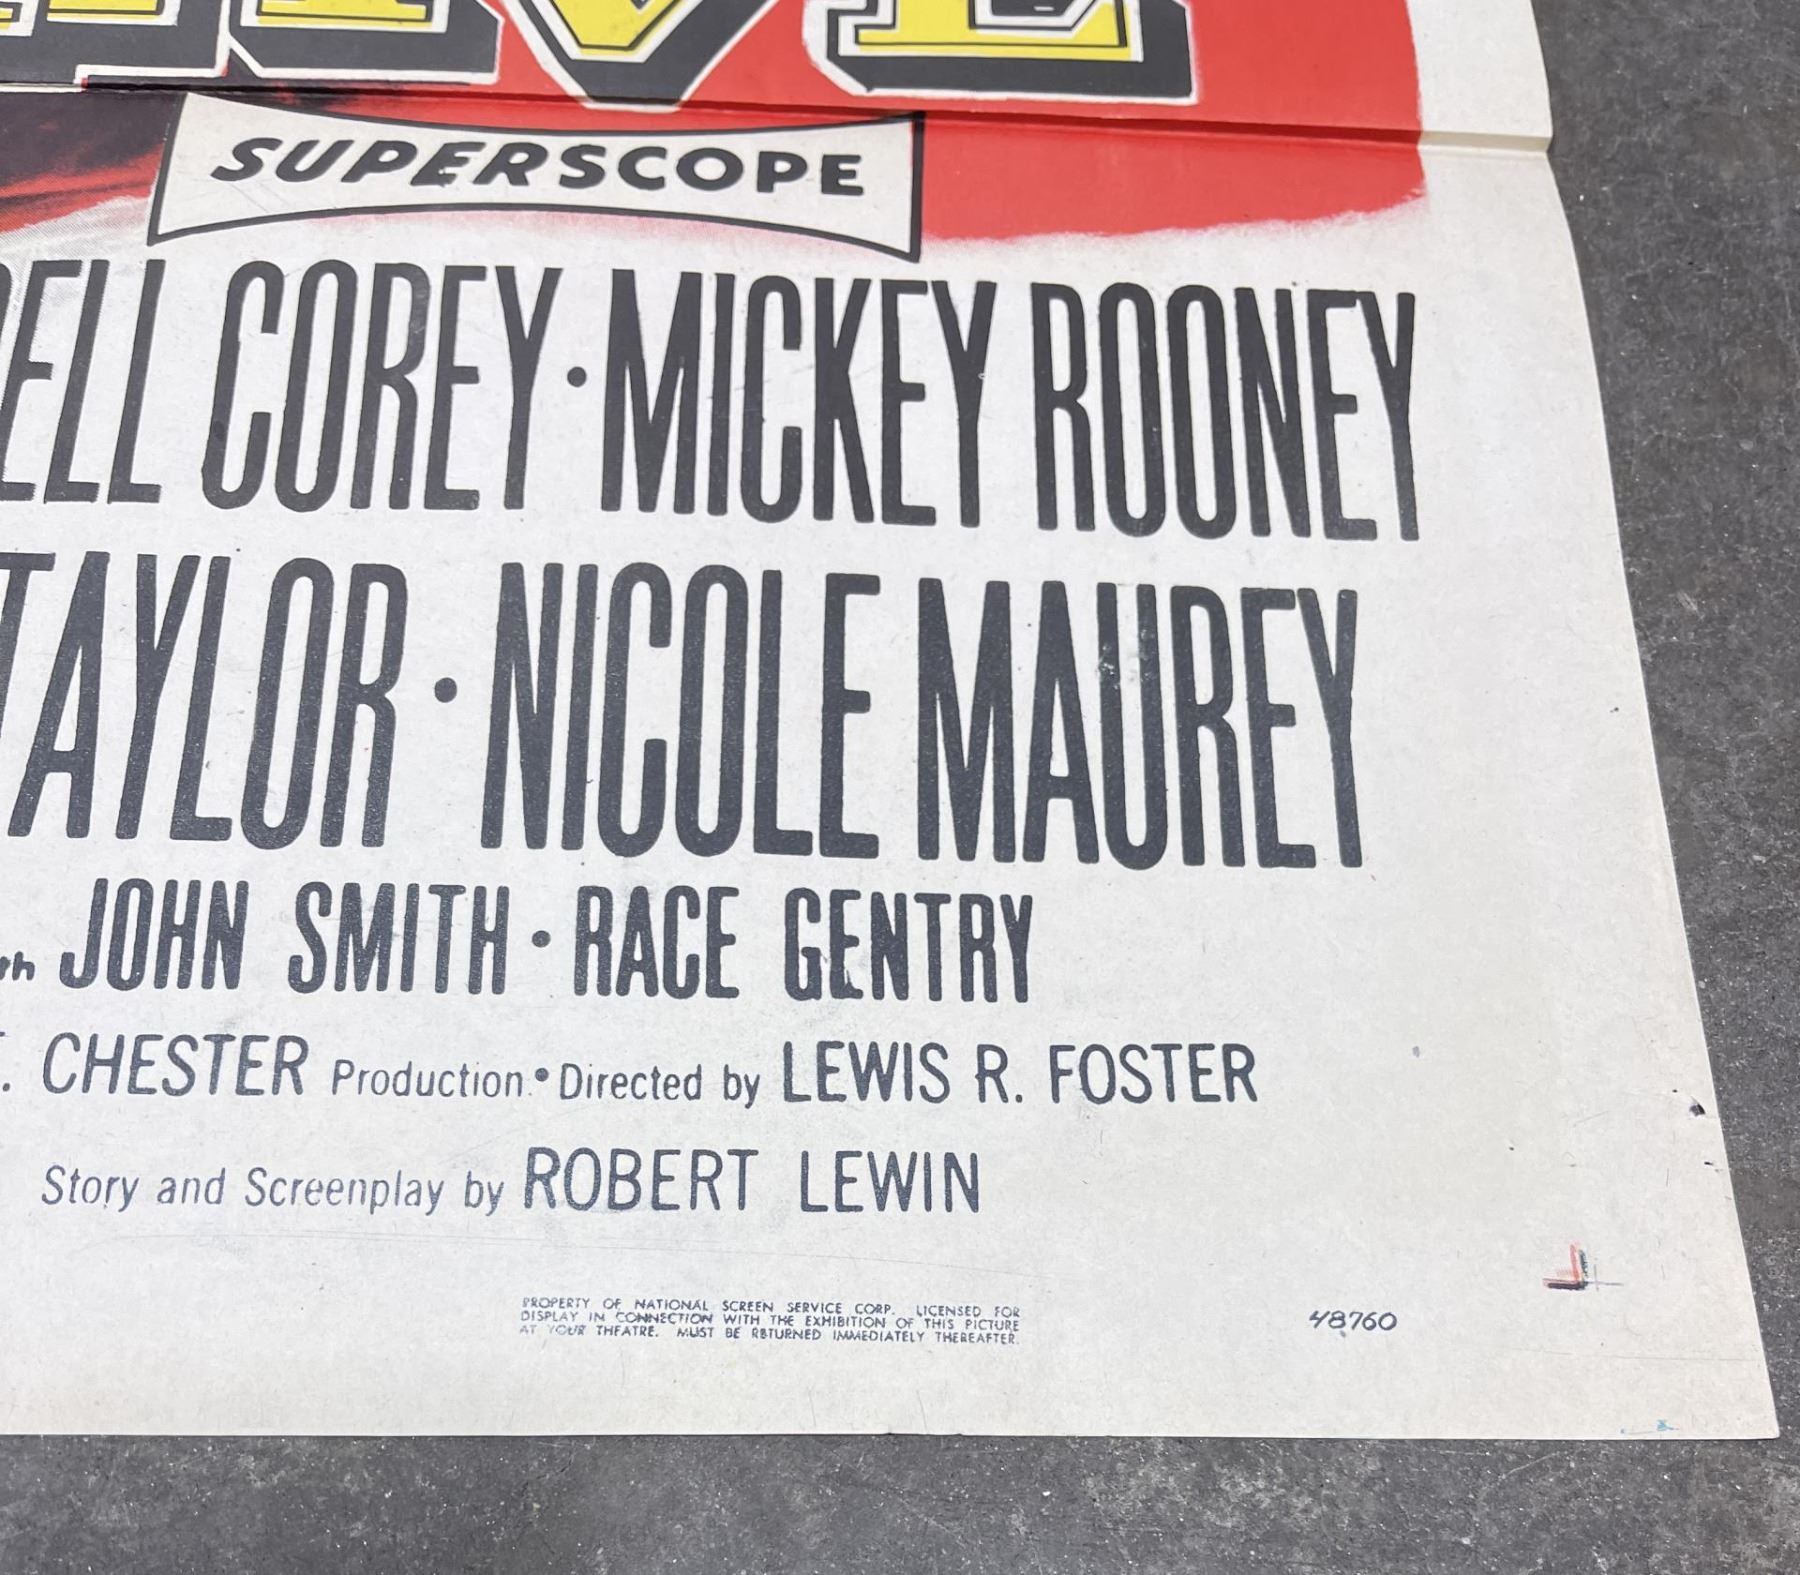 IVE
SUPERSCOPE
DELL COREY · MICKEY ROONEY
TAYLOR · NICOLE MAUREY
JOHN SMITH · RACE GENTRY
CHESTER Production • Directed by LEWIS R. FOSTER
Story and Screenplay by ROBERT LEWIN
PROPERTY OF NATIONAL SCREEN SERVICE CORP. LICENSED FOR
DISPLAY IN CONNECTION WITH THE EXHIBITION OF THIS PICTURE
AT YOUR THEATRE. MUST BE RETURNED IMMEDIATELY THEREAFTER.
48760